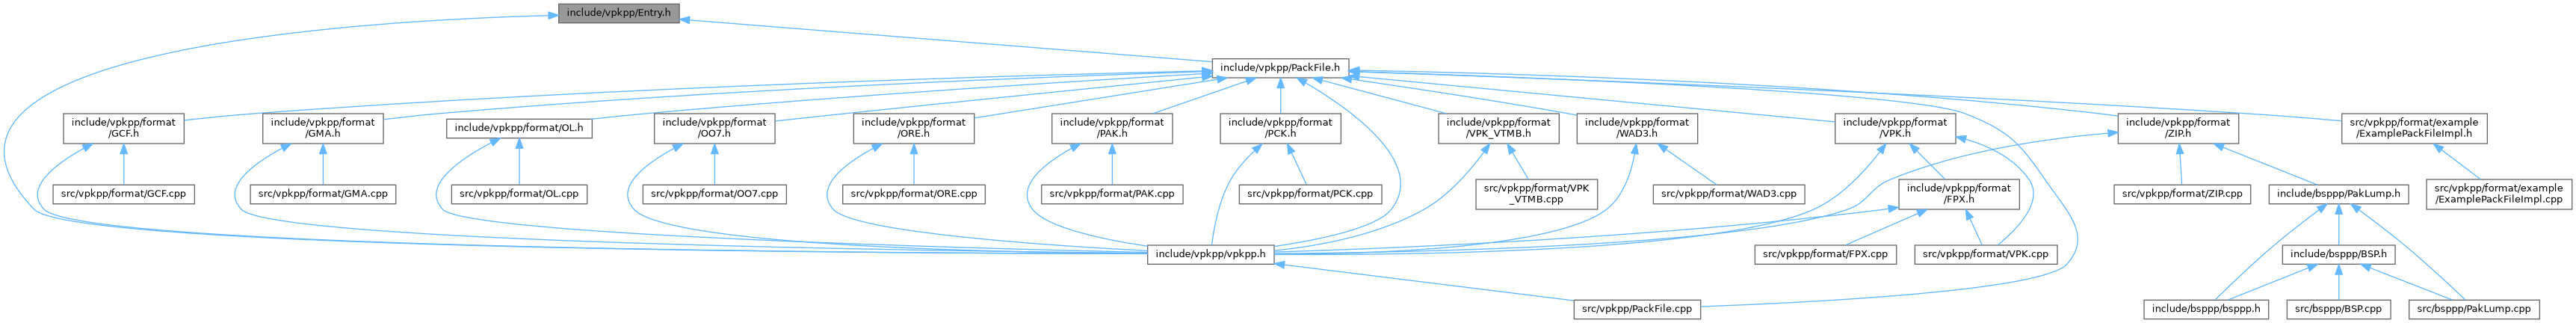 include/vpkpp/Entry.h
include/vpkpp/PackFile.h
include/vpkpp/format
/GCF.h
include/vpkpp/format
/GMA.h
include/vpkpp/format/OL.h
include/vpkpp/format
/OO7.h
include/vpkpp/format
/ORE.h
include/vpkpp/format
/PAK.h
include/vpkpp/format
/PCK.h
include/vpkpp/format
/VPK_VTMB.h
include/vpkpp/format
/WAD3.h
include/vpkpp/format
/VPK.h
include/vpkpp/format
/ZIP.h
src/vpkpp/format/example
/ExamplePackFileImpl.h
src/vpkpp/format/GCF.cpp
src/vpkpp/format/GMA.cpp
src/vpkpp/format/OL.cpp
src/vpkpp/format/OO7.cpp
src/vpkpp/format/ORE.cpp
src/vpkpp/format/PAK.cpp
src/vpkpp/format/PCK.cpp
src/vpkpp/format/VPK
_VTMB.cpp
src/vpkpp/format/WAD3.cpp
include/vpkpp/format
/FPX.h
src/vpkpp/format/ZIP.cpp
include/bsppp/PakLump.h
src/vpkpp/format/example
/ExamplePackFileImpl.cpp
include/vpkpp/vpkpp.h
src/vpkpp/format/FPX.cpp
src/vpkpp/format/VPK.cpp
include/bsppp/BSP.h
src/vpkpp/PackFile.cpp
include/bsppp/bsppp.h
src/bsppp/BSP.cpp
src/bsppp/PakLump.cpp